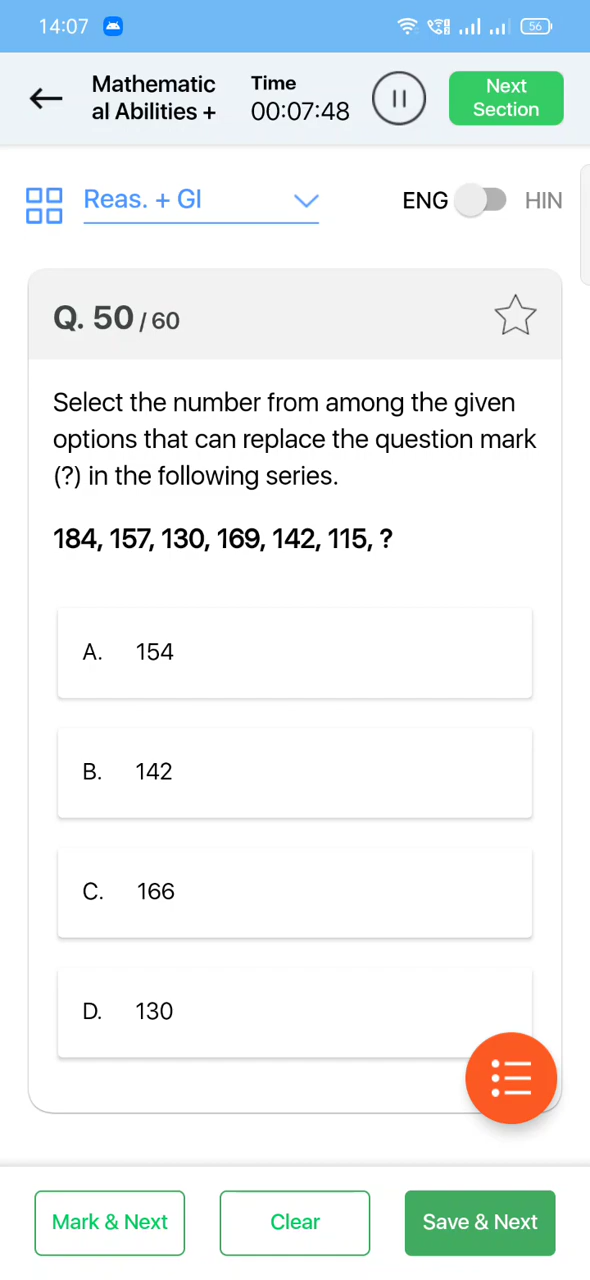 14:07
56
Mathematic
al Abilities +
Time
00:07:48
Next
Section
Reas. + GI
ENG
HIN
Q. 50 / 60
Select the number from among the given
options that can replace the question mark
(?) in the following series.
184, 157, 130, 169, 142, 115, ?
A. 154
B. 142
C. 166
D. 130
Mark & Next
Clear
Save & Next